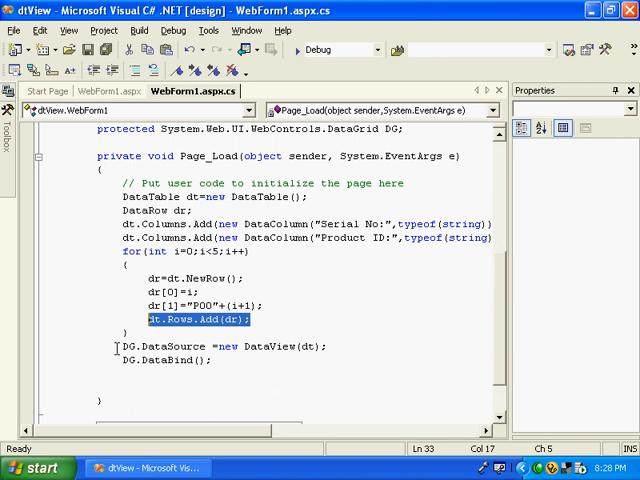 dtView - Microsoft Visual C# .NET [design] - WebForm1.aspx.cs
File Edit View Project Build Debug Tools Window Help
Debug
Start Page WebForm1.aspx WebForm1.aspx.cs
Properties
dtView.WebForm1
Page_Load(object sender,System.EventArgs e)
Toolbox
protected System.Web.UI.WebControls.DataGrid DG;
private void Page_Load(object sender, System.EventArgs e)
{
// Put user code to initialize the page here
DataTable dt=new DataTable();
DataRow dr;
dt.Columns.Add(new DataColumn("Serial No:",typeof(string))
dt.Columns.Add(new DataColumn("Product ID:",typeof(string)
for(int i=0;i<5;i++)
{
dr=dt.NewRow();
dr[0]=i;
dr[1]="P00"+(i+1);
dt.Rows.Add(dr);
}
DG.DataSource =new DataView(dt);
DG.DataBind();
}
Ready
Ln 33
Col 17
Ch 5
INS
start
dtView - Microsoft Vis...
8:28 PM